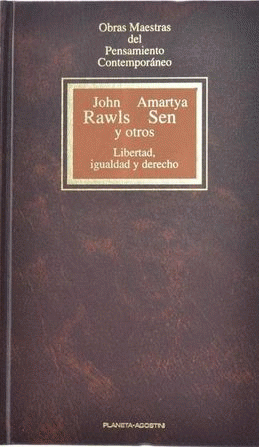 Obras Maestras
del
Pensamiento
Contemporáneo
John Amartya
Rawls Sen
y otros
Libertad,
igualdad y derecho
PLANETA-AGOSTINI